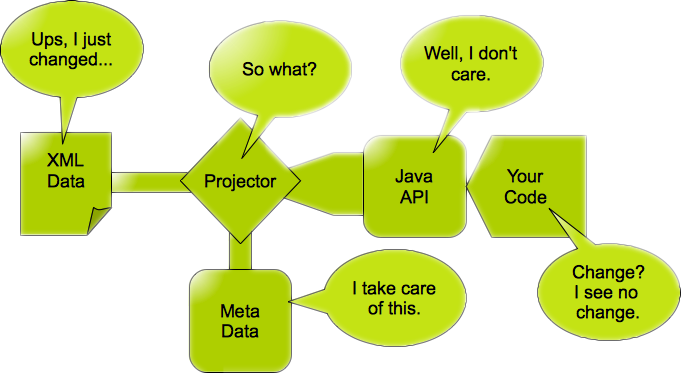 Ups, I just
changed...
So what?
Well, I don't
care.
XML
Data
Projector
Java
API
Your
Code
Meta
Data
I take care
of this.
Change?
I see no
change.